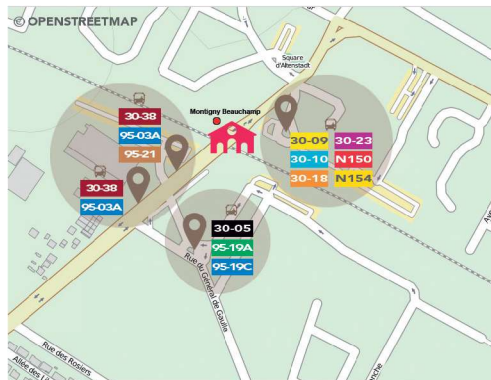 © OPENSTREETMAP
Square
d'Altenstadt
Montigny Beauchamp
30-38
95-03A
95-21
30-09 30-23
30-10 N150
30-18 N154
30-38
95-03A
30-05
95-19A
95-19C
Rue du Général de Gaulle
Rue des Rosiers